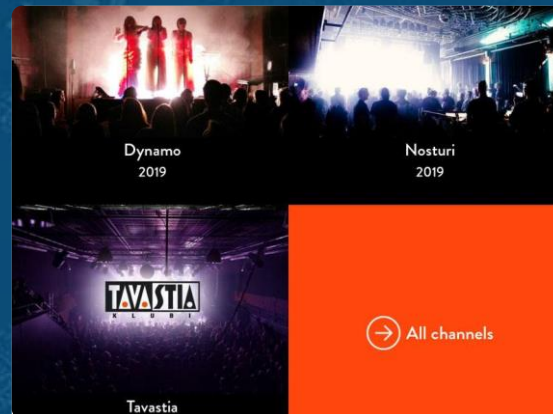 Dynamo
2019
Nosturi
2019
TAVASTIA
KLUBI
Tavastia
All channels